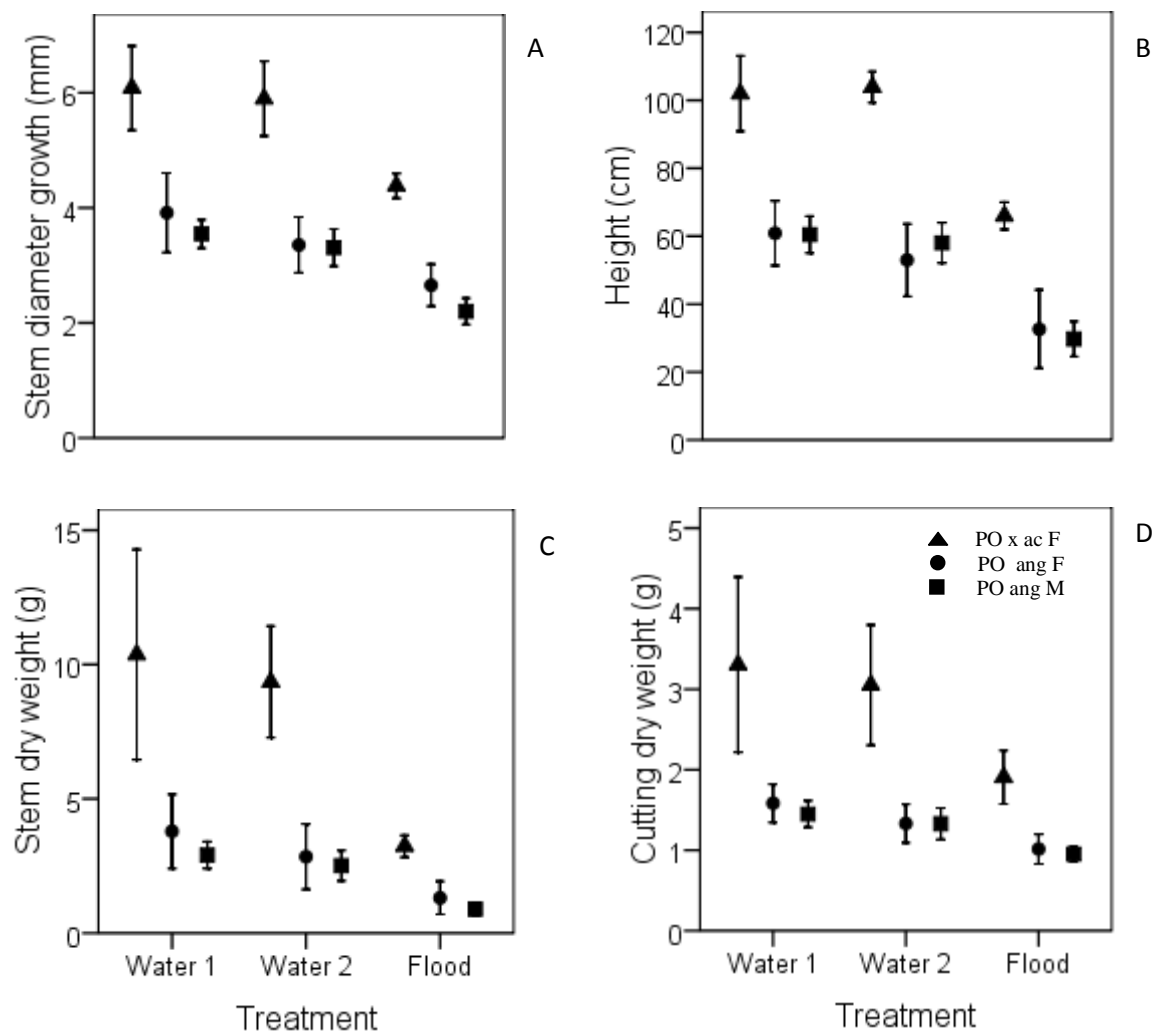 A
Stem diameter growth (mm)
6
4
2
0
B
Height (cm)
120
100
80
60
40
20
0
C
Stem dry weight (g)
15
10
5
0
Water 1 Water 2 Flood
Treatment
D
Cutting dry weight (g)
5
4
3
2
1
0
PO x ac F
PO ang F
PO ang M
Water 1 Water 2 Flood
Treatment